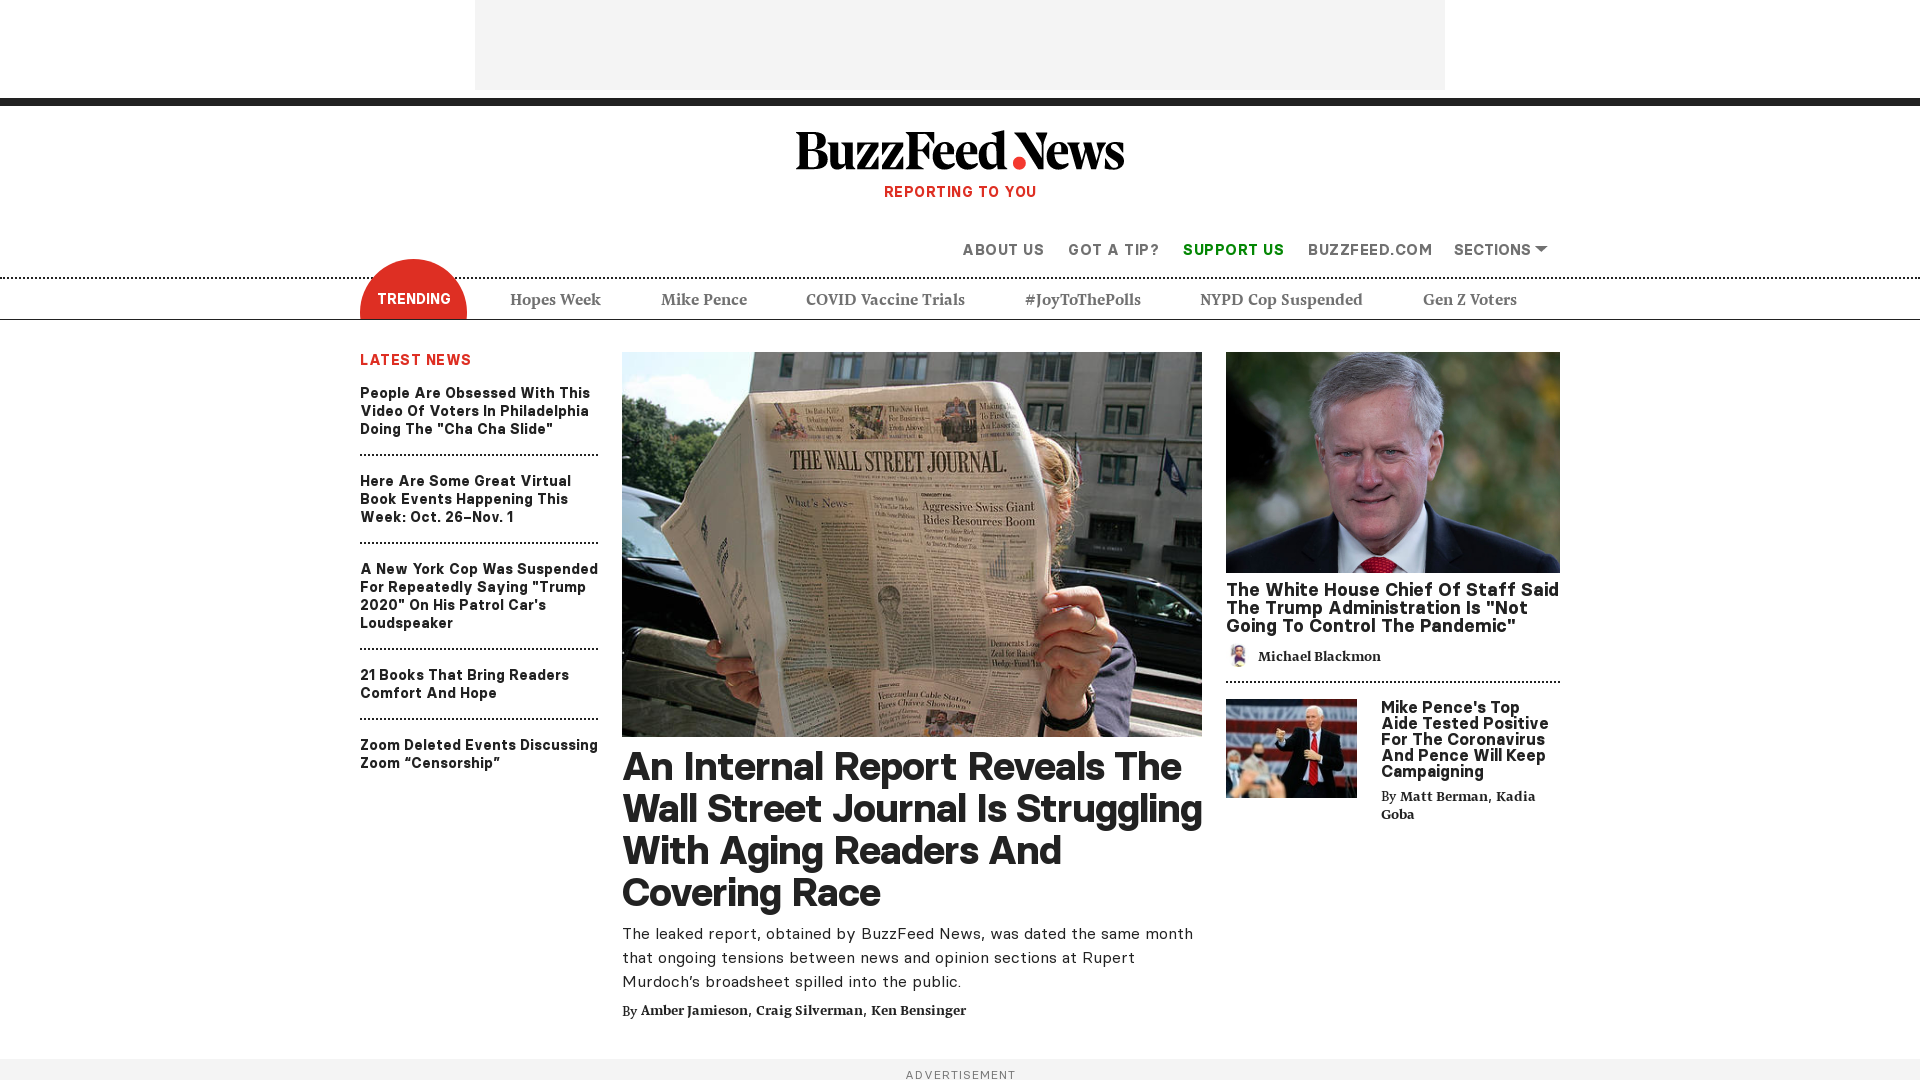 BuzzFeed News
REPORTING TO YOU
ABOUT US
GOT A TIP?
SUPPORT US
BUZZFEED.COM
SECTIONS
TRENDING
Hopes Week
Mike Pence
COVID Vaccine Trials
#JoyToThePolls
NYPD Cop Suspended
Gen Z Voters
LATEST NEWS
People Are Obsessed With This
Video Of Voters In Philadelphia
Doing The "Cha Cha Slide"
Here Are Some Great Virtual
Book Events Happening This
Week: Oct. 26–Nov. 1
A New York Cop Was Suspended
For Repeatedly Saying "Trump
2020" On His Patrol Car's
Loudspeaker
21 Books That Bring Readers
Comfort And Hope
Zoom Deleted Events Discussing
Zoom “Censorship”
THE WALL STREET JOURNAL.
What's News–
Aggressive Swiss Giant
Rides Resources Boom
Venezuelan Cable Station
Faces Chávez Showdown
An Internal Report Reveals The
Wall Street Journal Is Struggling
With Aging Readers And
Covering Race
The leaked report, obtained by BuzzFeed News, was dated the same month
that ongoing tensions between news and opinion sections at Rupert
Murdoch’s broadsheet spilled into the public.
By Amber Jamieson, Craig Silverman, Ken Bensinger
The White House Chief Of Staff Said
The Trump Administration Is "Not
Going To Control The Pandemic"
Michael Blackmon
Mike Pence's Top
Aide Tested Positive
For The Coronavirus
And Pence Will Keep
Campaigning
By Matt Berman, Kadia
Goba
ADVERTISEMENT